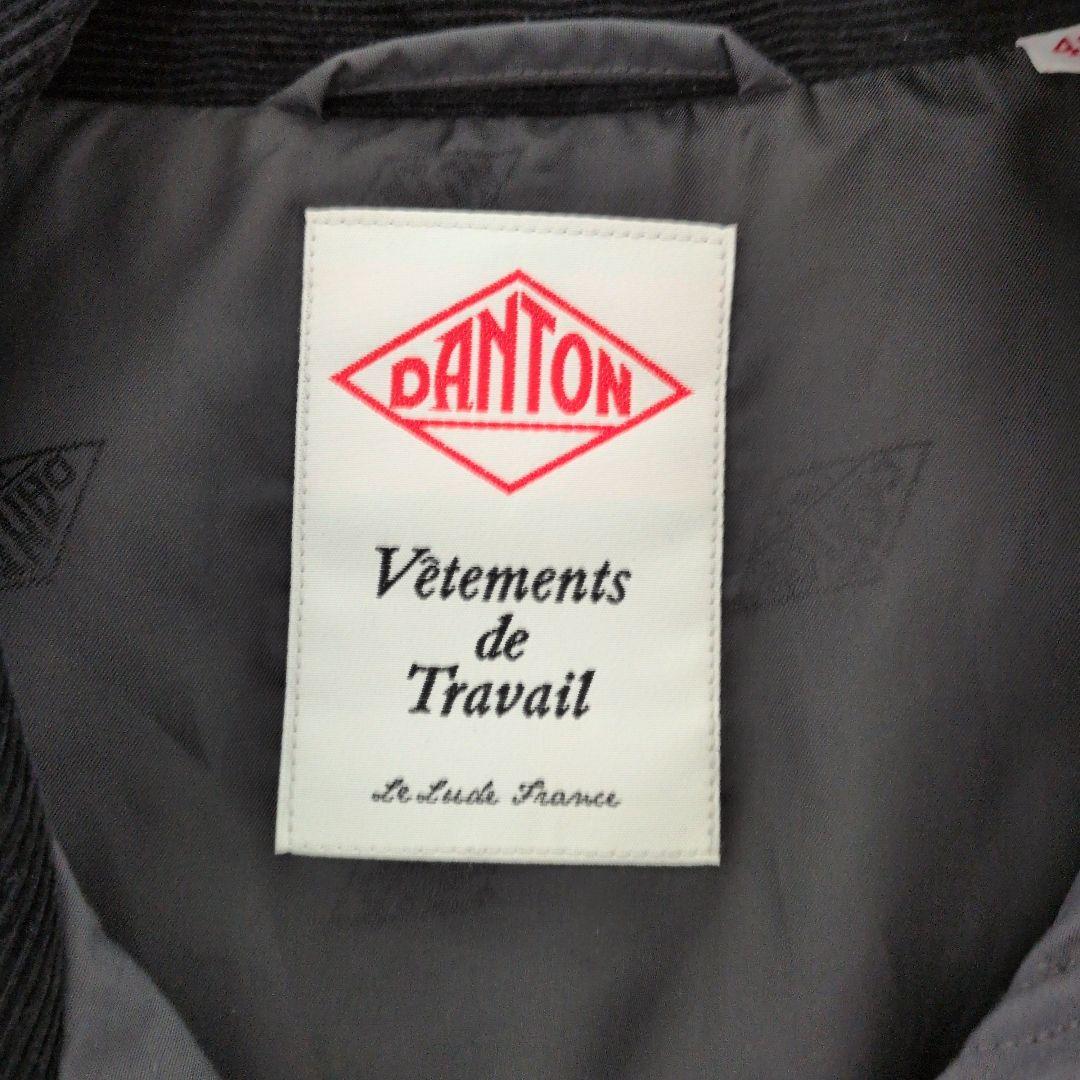 DANTON
Vêtements
de
Travail
Le Lude France